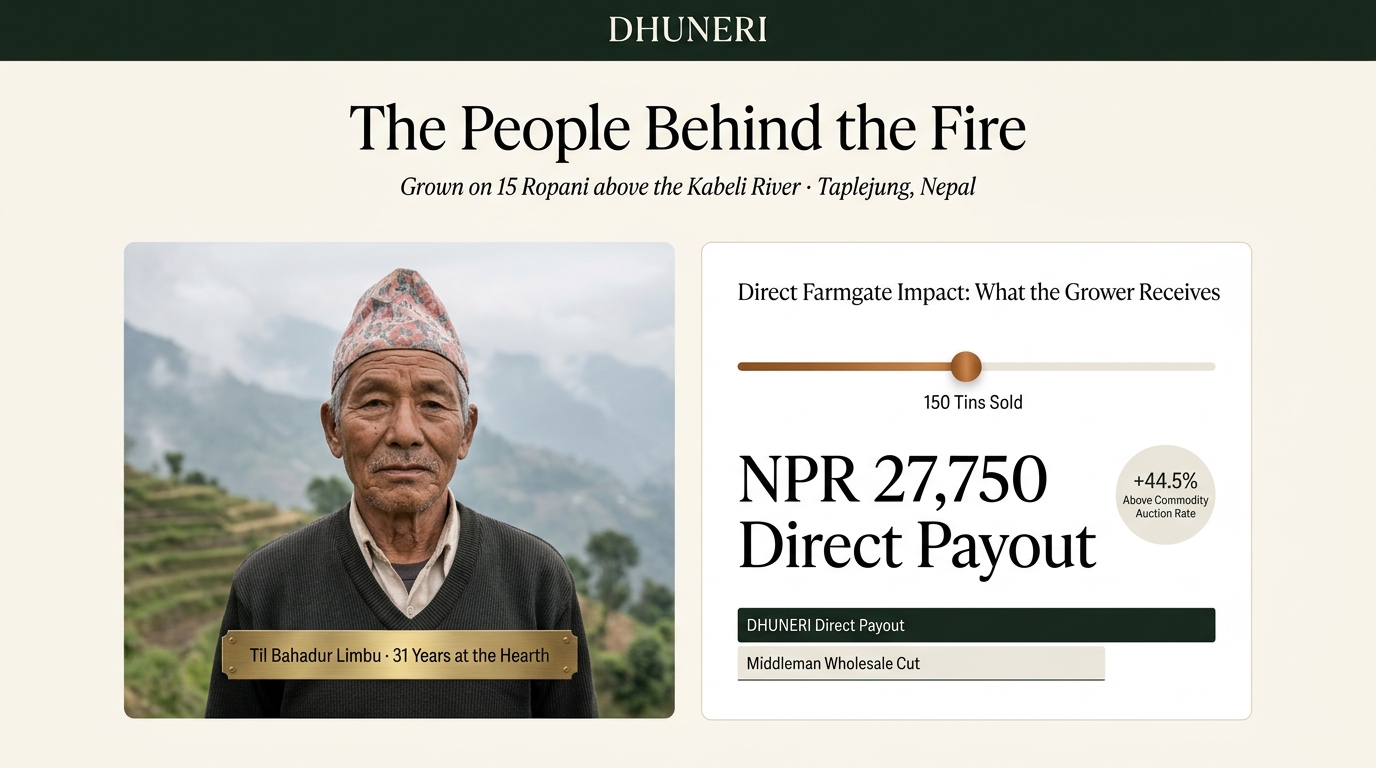 DHUNERI
The People Behind the Fire
Grown on 15 Ropani above the Kabeli River · Taplejung, Nepal
Til Bahadur Limbu · 31 Years at the Hearth
Direct Farmgate Impact: What the Grower Receives
150 Tins Sold
NPR 27,750
Direct Payout
+44.5%
Above Commodity
Auction Rate
DHUNERI Direct Payout
Middleman Wholesale Cut